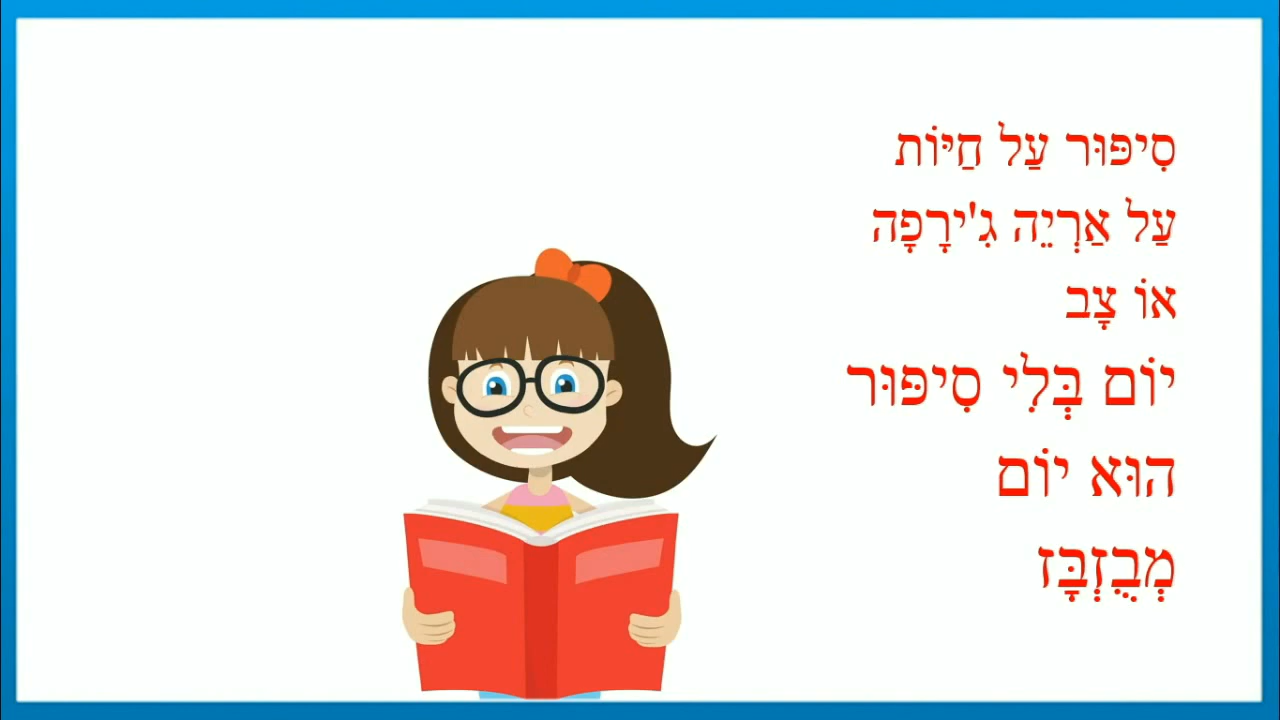 סִיפּוּר עַל חַיּוֹת
עַל אַרְיֵה גִ'ירָפָה
אוֹ צָב
יוֹם בְּלִי סִיפּוּר
הוּא יוֹם
מְבֻזְבָּז